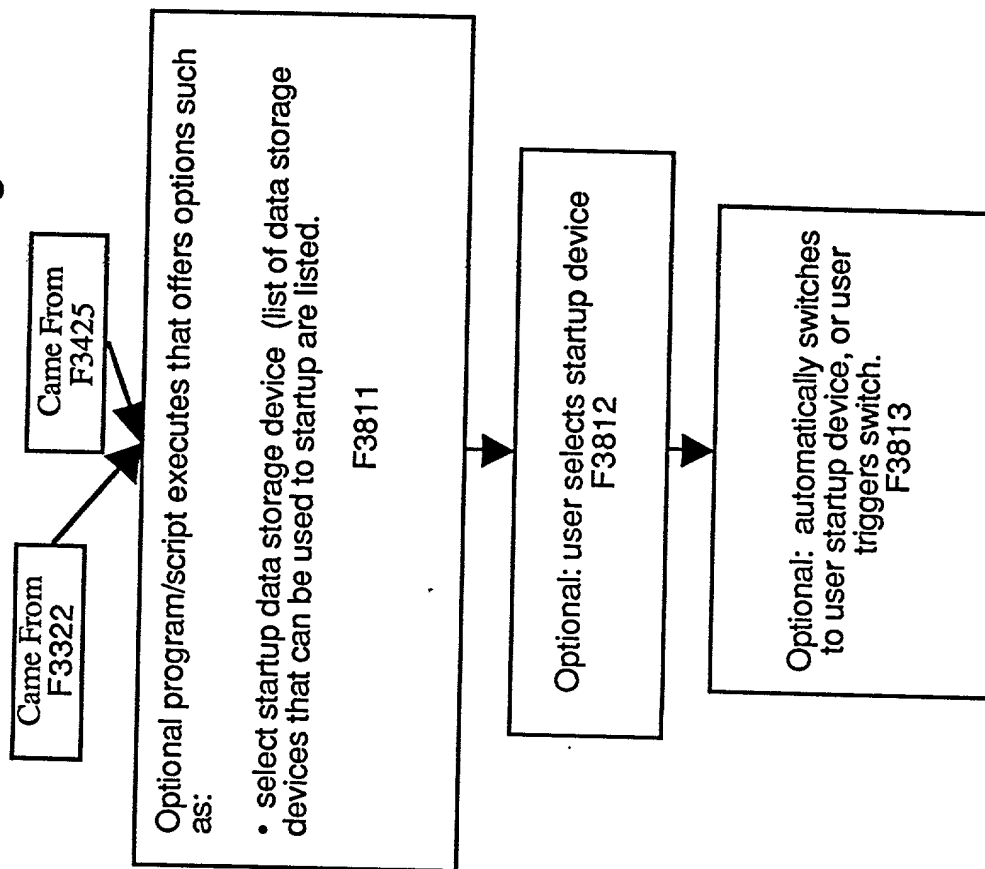 Came From
F3322
Came From
F3425
Optional program/script executes that offers options such
as:
• select startup data storage device (list of data storage
devices that can be used to startup are listed.
F3811
Optional: user selects startup device
F3812
Optional: automatically switches
to user startup device, or user
triggers switch.
F3813